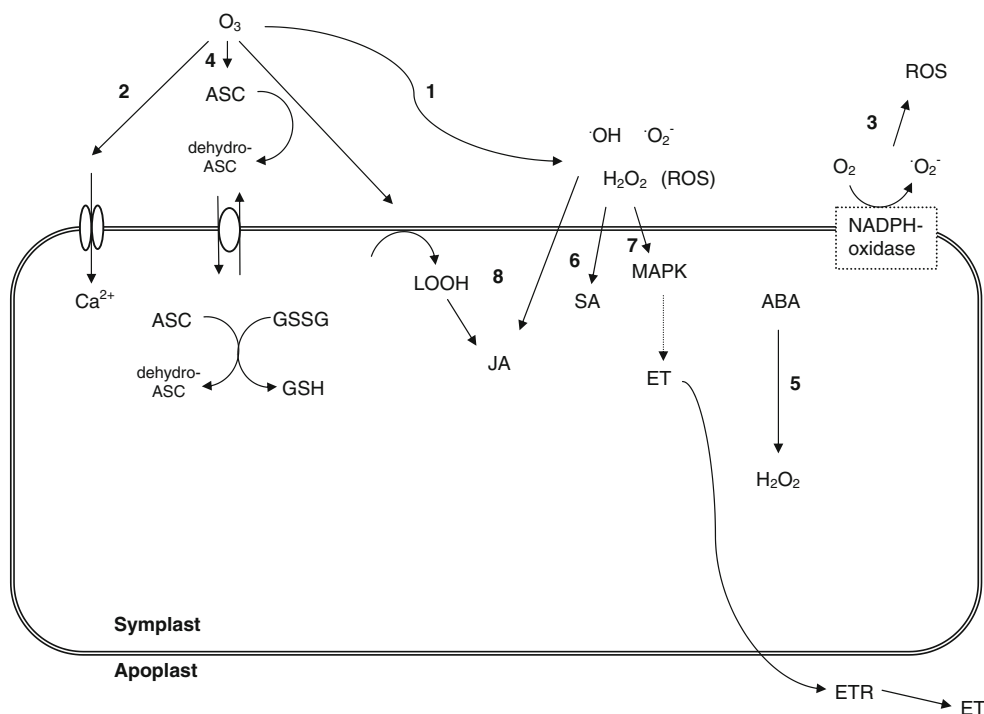 O₃
4
ROS
2
ASC
1
3
dehydro-
ASC
·OH ·O₂⁻
O₂ ·O₂⁻
H₂O₂ (ROS)
NADPH-
oxidase
7
6
8
MAPK
LOOH
Ca²⁺
SA
ABA
ASC
GSSG
JA
dehydro-
ASC
GSH
ET
5
H₂O₂
Symplast
Apoplast
ETR
ET